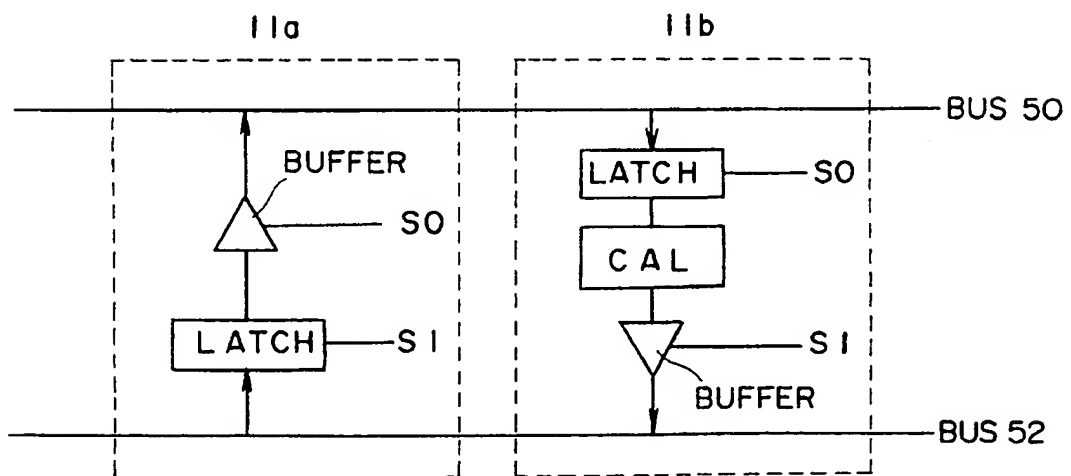 11a
11b
BUS 50
BUFFER
LATCH
S0
S0
CAL
LATCH
S1
S1
BUFFER
BUS 52